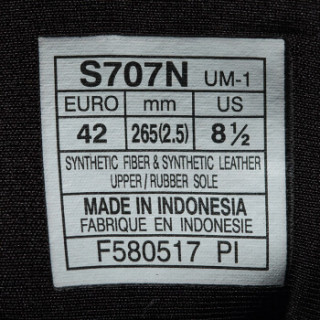 S707N UM-1
EURO mm US
42 265(2.5) 8½
SYNTHETIC FIBER & SYNTHETIC LEATHER
UPPER / RUBBER SOLE
MADE IN INDONESIA
FABRIQUE EN INDONESIE
F580517 PI